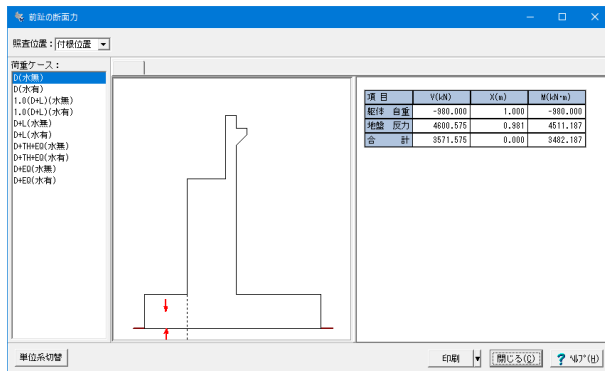 前趾の断面力
照査位置：付根位置
荷重ケース：
D(水無)
D(水有)
1.0(D+L)(水無)
1.0(D+L)(水有)
D+L(水無)
D+L(水有)
D+TH+EQ(水無)
D+TH+EQ(水有)
D+EQ(水無)
D+EQ(水有)
項 目 V(kN) X(m) M(kN・m)
躯体 自重 -980.000 1.000 -980.000
地盤 反力 4600.575 0.981 4511.187
合 計 3571.575 0.000 3482.187
単位系切替 印刷 閉じる(C) ? ヘルプ(H)